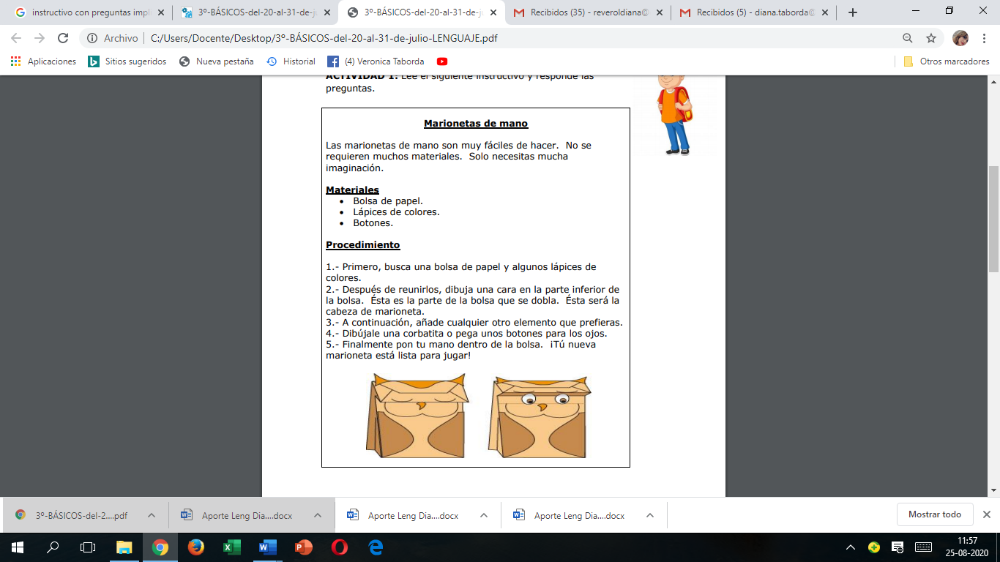 instructivo con preguntas impl
3º-BÁSICOS-del-20-al-31-de-ju
3º-BÁSICOS-del-20-al-31-de-ju
Recibidos (35) - reveroldiana@
Recibidos (5) - diana.taborda@
Archivo
C:/Users/Docente/Desktop/3º-BÁSICOS-del-20-al-31-de-julio-LENGUAJE.pdf
Aplicaciones
Sitios sugeridos
Nueva pestaña
Historial
(4) Veronica Taborda
Otros marcadores
ACTIVIDAD 1: Lee el siguiente instructivo y responde las
preguntas.
Marionetas de mano
Las marionetas de mano son muy fáciles de hacer. No se
requieren muchos materiales. Solo necesitas mucha
imaginación.
Materiales
• Bolsa de papel.
• Lápices de colores.
• Botones.
Procedimiento
1.- Primero, busca una bolsa de papel y algunos lápices de
colores.
2.- Después de reunirlos, dibuja una cara en la parte inferior de
la bolsa. Ésta es la parte de la bolsa que se dobla. Ésta será la
cabeza de marioneta.
3.- A continuación, añade cualquier otro elemento que prefieras.
4.- Dibújale una corbatita o pega unos botones para los ojos.
5.- Finalmente pon tu mano dentro de la bolsa. ¡Tú nueva
marioneta está lista para jugar!
3º-BÁSICOS-del-2....pdf
Aporte Leng Dia....docx
Aporte Leng Dia....docx
Aporte Leng Dia....docx
Mostrar todo
11:57
25-08-2020